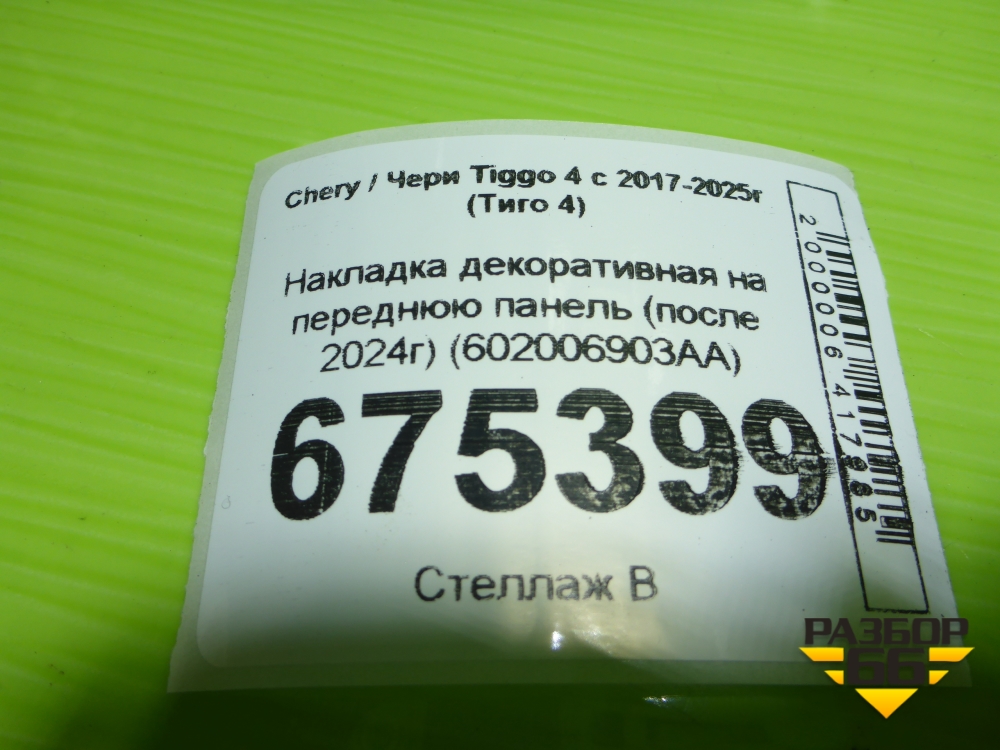 Chery / Чери Tiggo 4 с 2017-2025г
(Тиго 4)
Накладка декоративная на
переднюю панель (после
2024г) (602006903AA)
675399
Стеллаж В
РАЗБОР
66